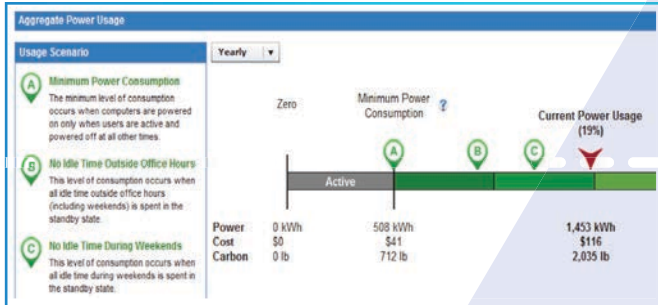 Aggregate Power Usage
Usage Scenario
Yearly
A
Minimum Power Consumption
The minimum level of consumption
occurs when computers are powered
on only when users are active and
powered off at all other times.
B
No Idle Time Outside Office Hours
This level of consumption occurs when
all idle time outside office hours
(including weekends) is spent in the
standby state.
C
No Idle Time During Weekends
This level of consumption occurs when
all idle time during weekends is spent in
the standby state.
Zero
Minimum Power
Consumption
?
Current Power Usage
(19%)
A
B
C
Active
Power 0 kWh 508 kWh 1,453 kWh
Cost $0 $41 $116
Carbon 0 lb 712 lb 2,035 lb